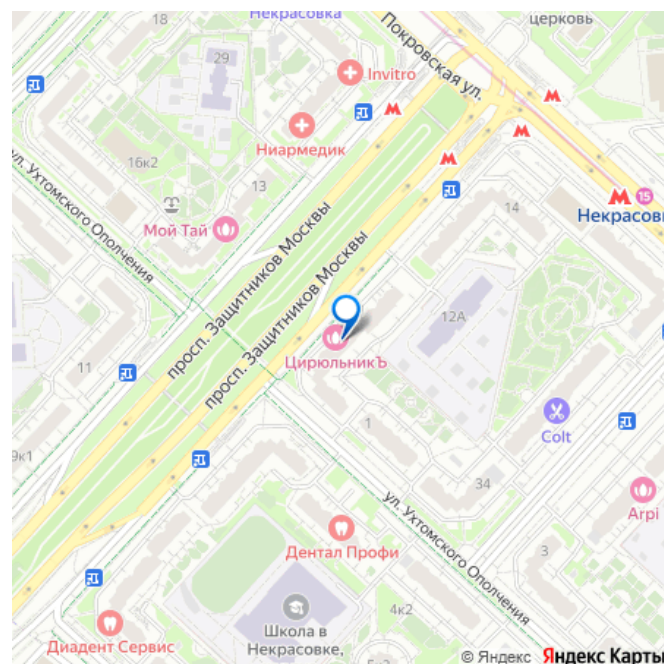 церковь
Некрасовка
Покровская ул.
29
Invitro
Ниармедик
16к2
13
ул. Ухтомского Ополчения
Мой Тай
14
15
Некрасовк
просп. Защитников Москвы
просп. Защитников Москвы
12А
ЦирюльникЪ
11
1
Colt
34
9к1
ул. Ухтомского Ополчения
Arpi
Дентал Профи
3
4к2
Диадент Сервис
Школа в
Некрасовке,
5к2
© Яндекс Яндекс Карты